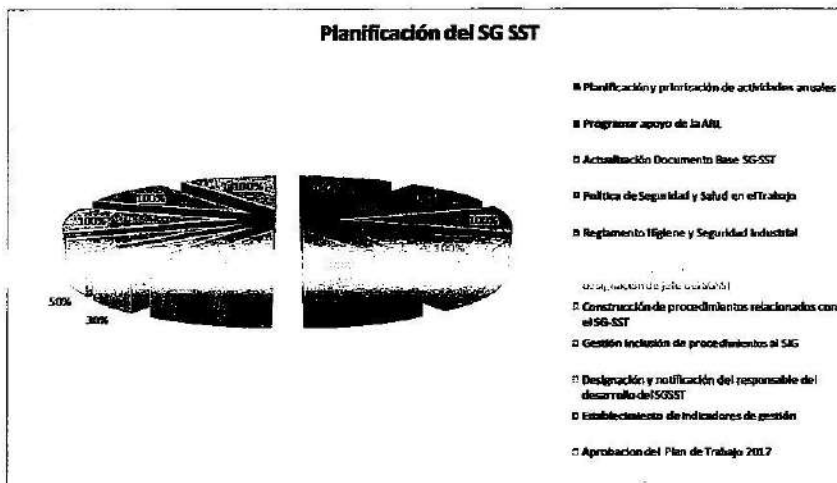 Planificación del SG SST
Planificación y priorización de actividades anuales
Programar apoyo de la ARL
Actualización Documento Base SG-SST
Política de Seguridad y Salud en el Trabajo
Reglamento Higiene y Seguridad Industrial
Construcción de procedimientos relacionados con
el SG-SST
Gestión inclusión de procedimientos al SIG
Designación y notificación del responsable del
desarrollo del SGSST
Establecimiento de indicadores de gestión
Aprobacion del Plan de Trabajo 2017
100%
100%
100%
100%
50%
30%